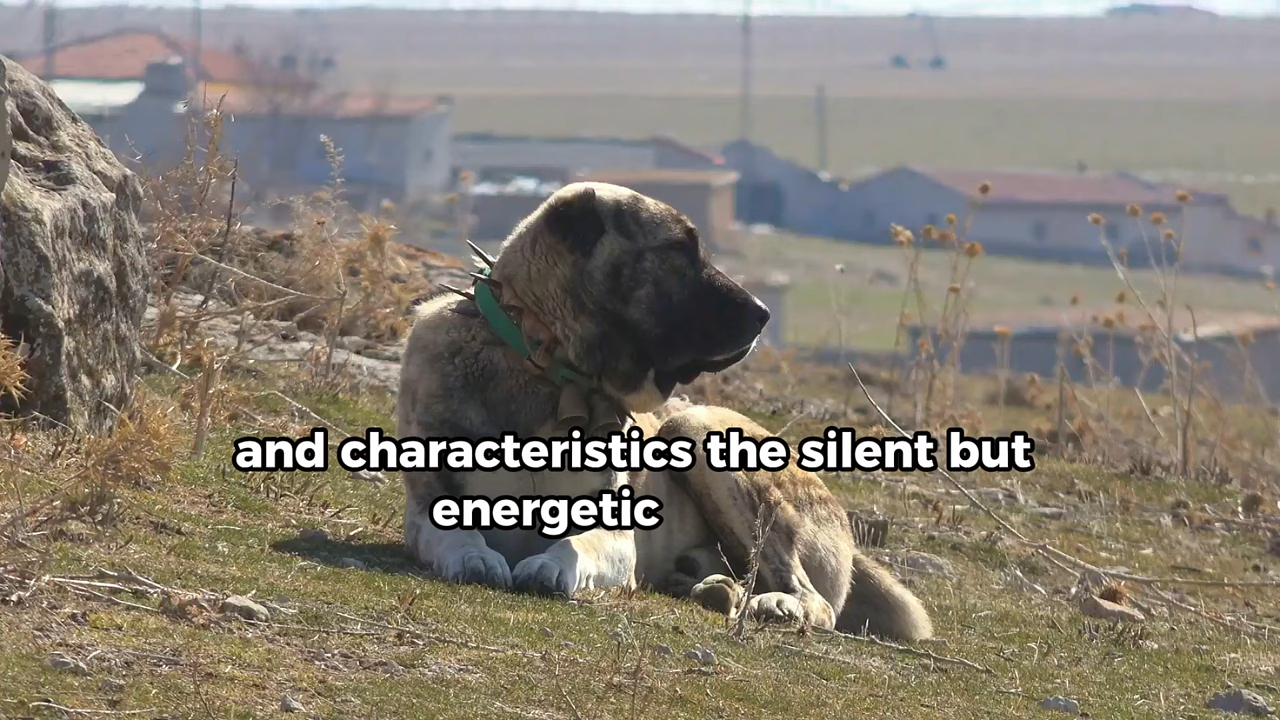 and characteristics the silent but
energetic